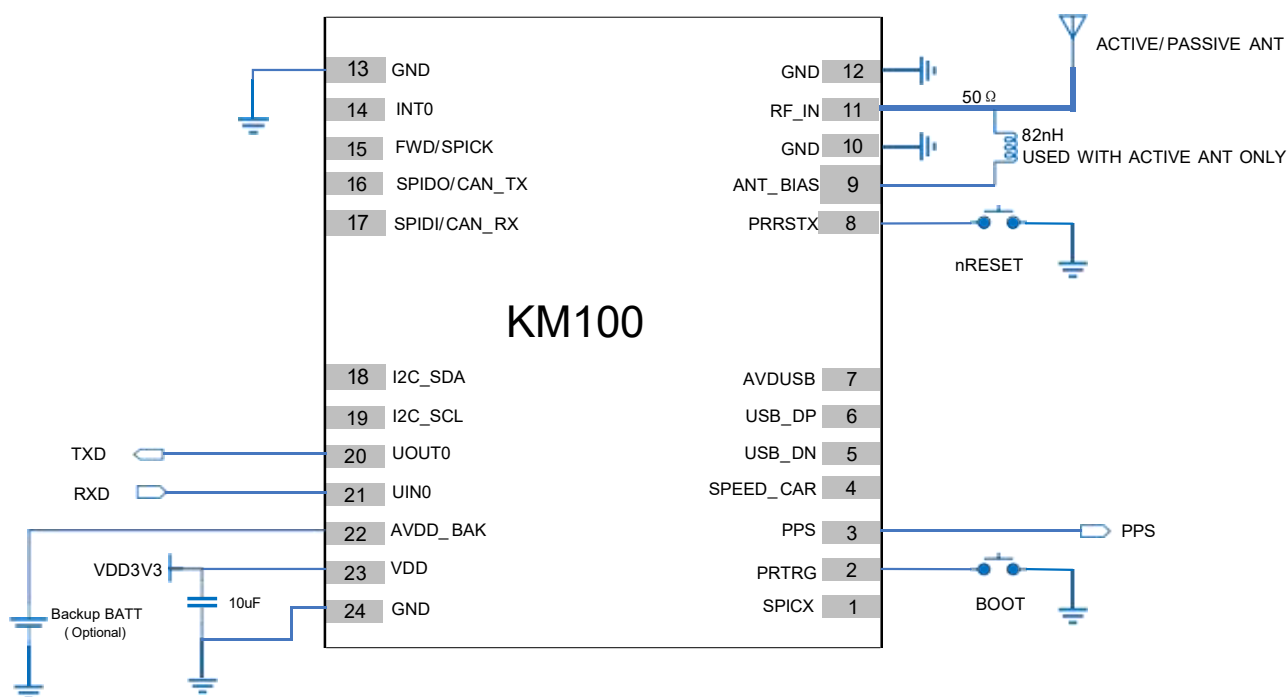 ACTIVE/PASSIVE ANT
13 GND
GND 12
14 INT0
RF_IN 11
50Ω
15 FWD/SPICK
GND 10
82nH
USED WITH ACTIVE ANT ONLY
16 SPIDO/CAN_TX
ANT_BIAS 9
17 SPIDI/CAN_RX
PRRSTX 8
nRESET
KM100
18 I2C_SDA
AVDUSB 7
19 I2C_SCL
USB_DP 6
TXD
20 UOUT0
USB_DN 5
RXD
21 UIN0
SPEED_CAR 4
22 AVDD_BAK
PPS 3
PPS
VDD3V3
23 VDD
PRTRG 2
10uF
24 GND
SPICX 1
BOOT
Backup BATT
(Optional)